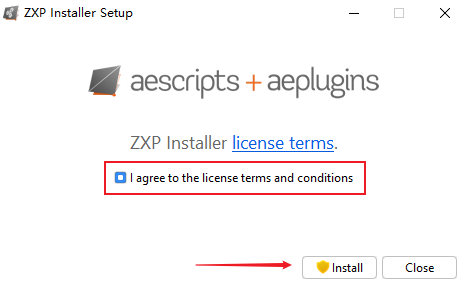 ZXP Installer Setup
aescripts + aeplugins
ZXP Installer license terms.
I agree to the license terms and conditions
Install
Close